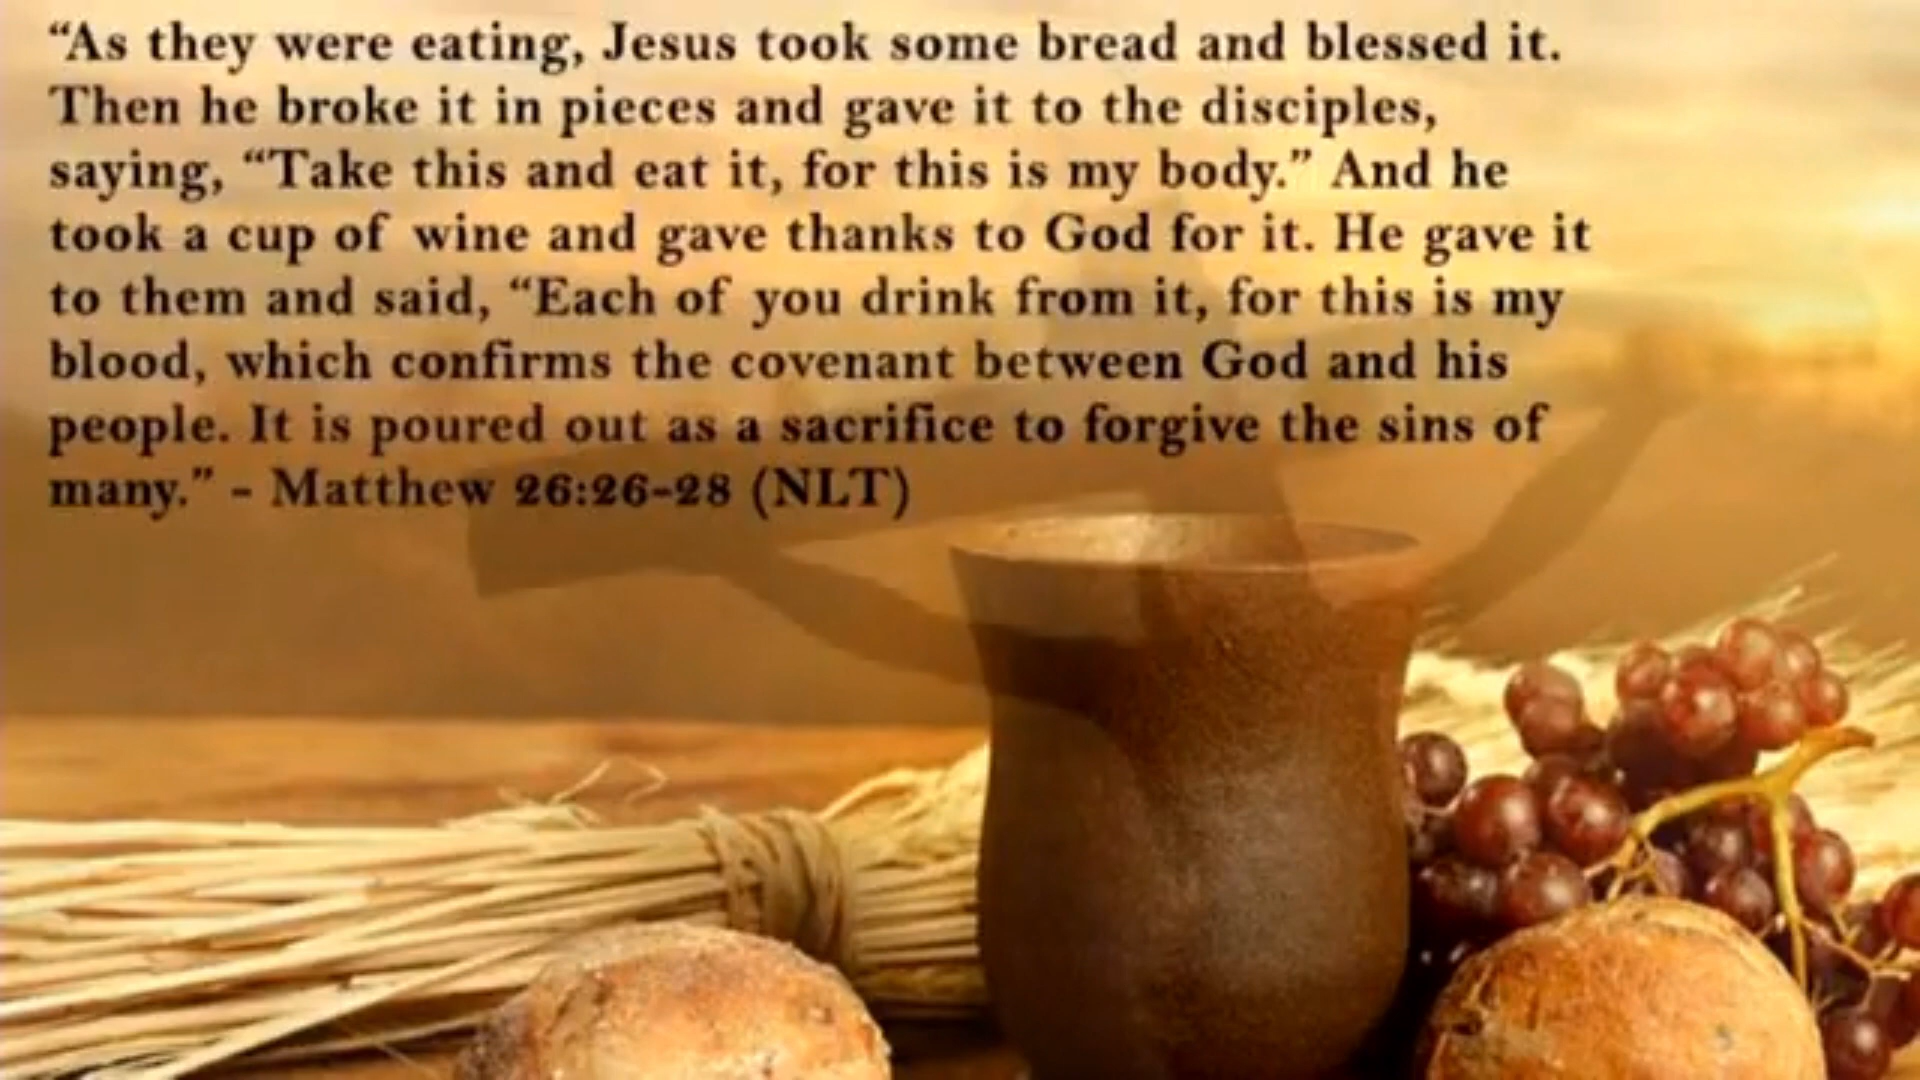 “As they were eating, Jesus took some bread and blessed it.
Then he broke it in pieces and gave it to the disciples,
saying, “Take this and eat it, for this is my body.” And he
took a cup of wine and gave thanks to God for it. He gave it
to them and said, “Each of you drink from it, for this is my
blood, which confirms the covenant between God and his
people. It is poured out as a sacrifice to forgive the sins of
many.” – Matthew 26:26-28 (NLT)